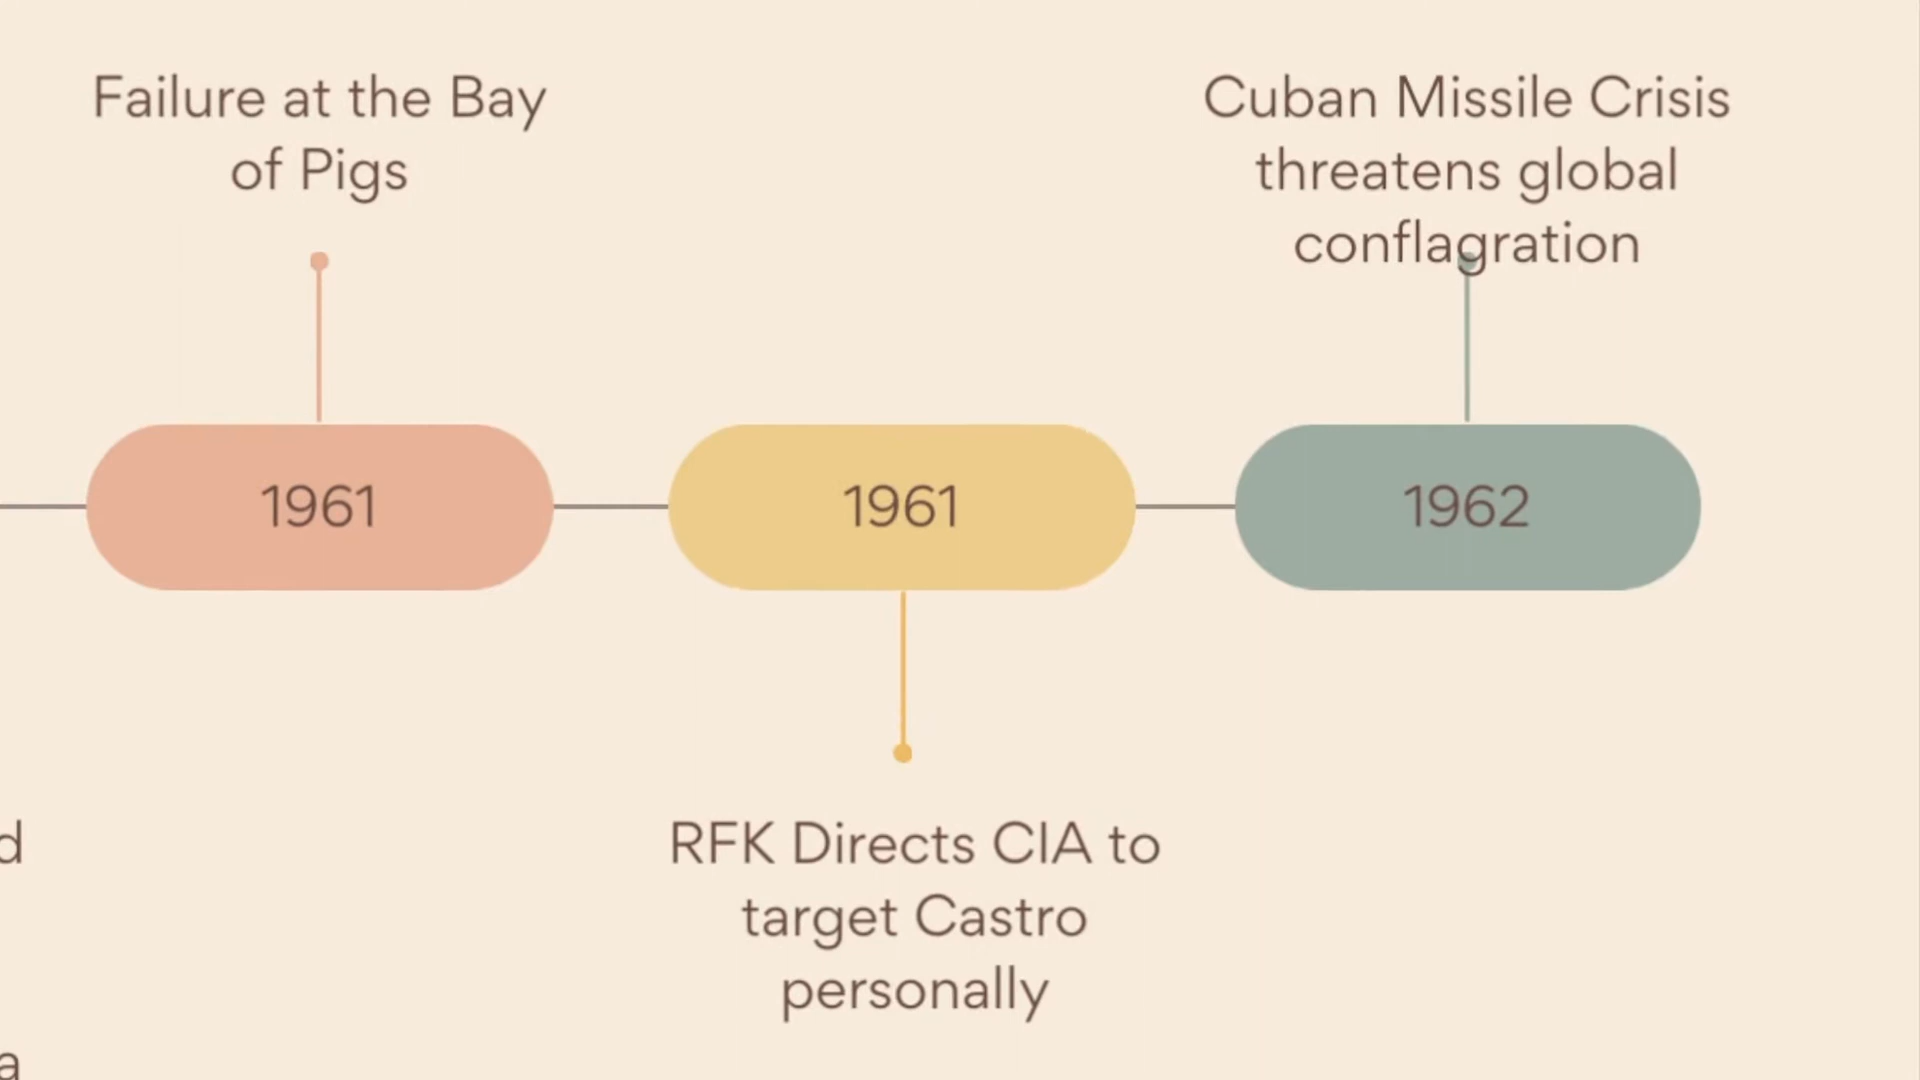 Failure at the Bay
of Pigs
Cuban Missile Crisis
threatens global
conflagration
1961
1961
1962
d
RFK Directs CIA to
target Castro
personally
a